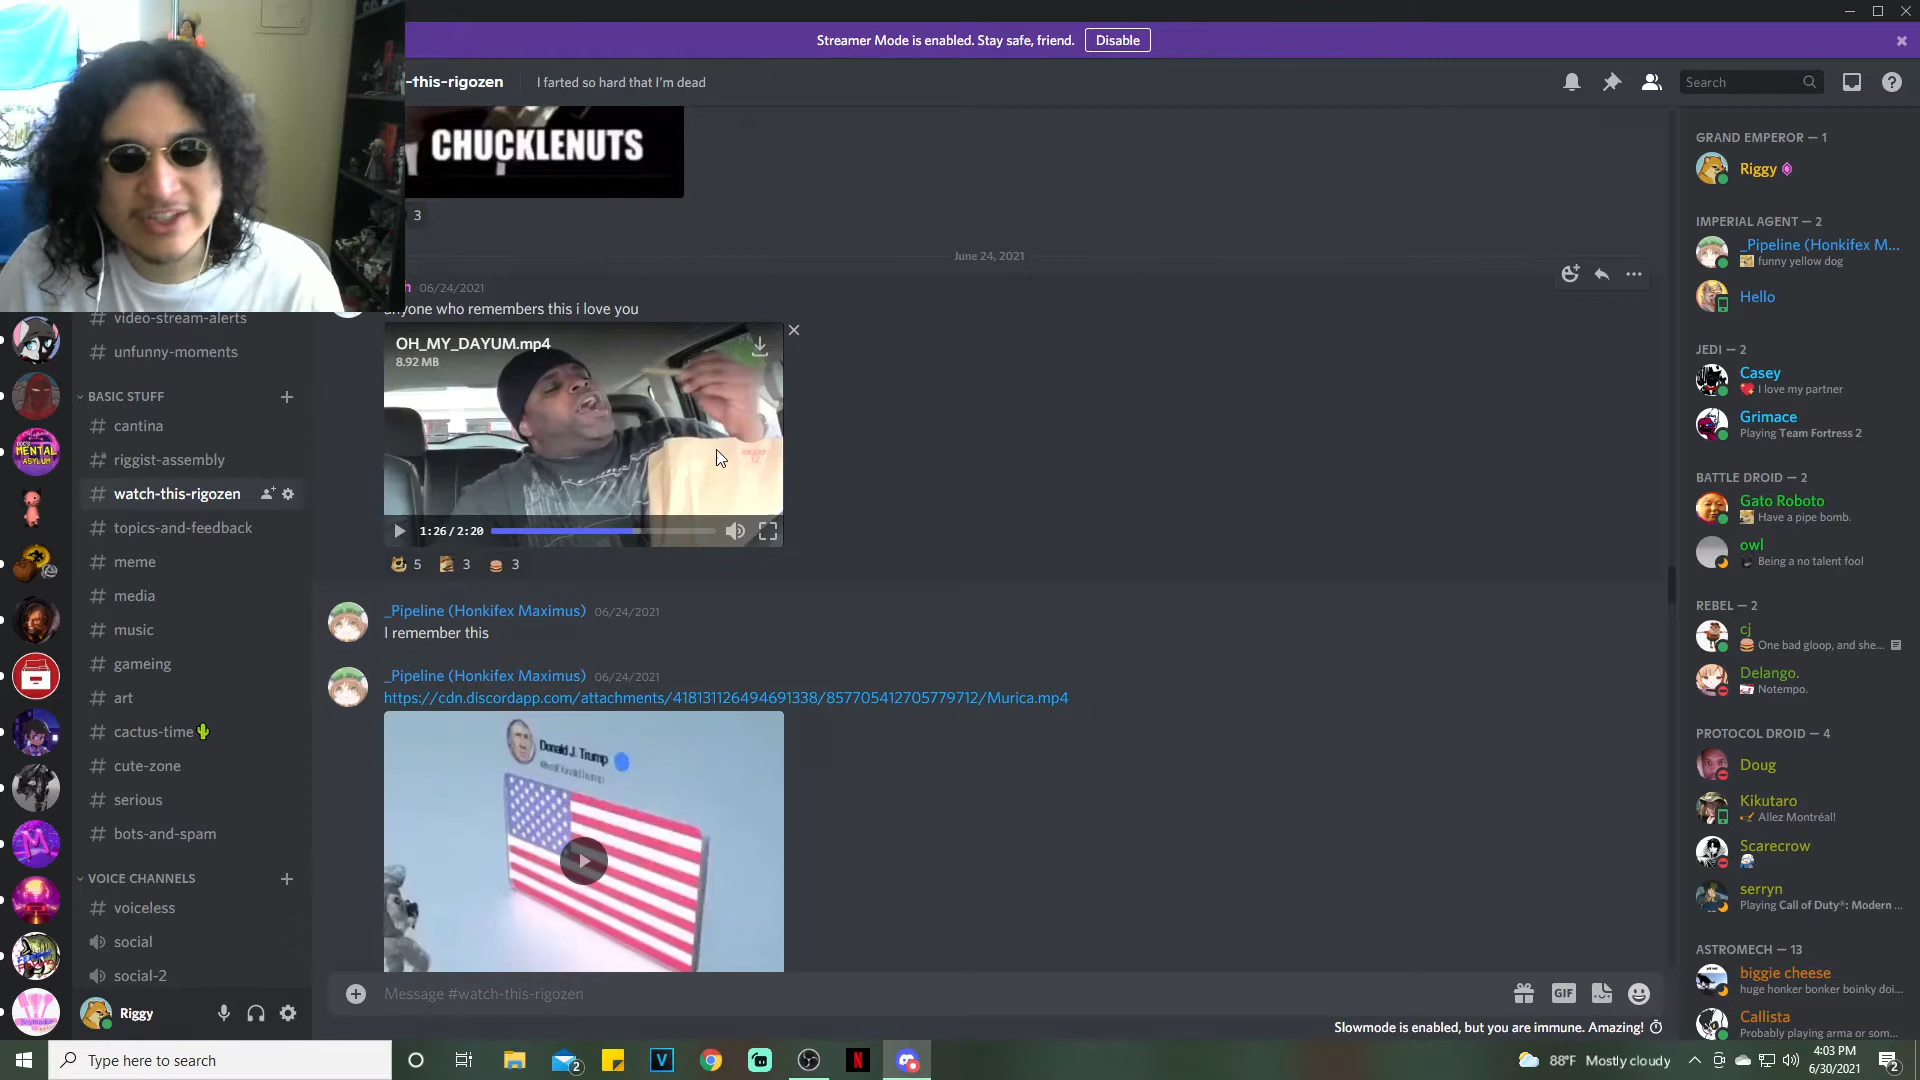 Streamer Mode is enabled. Stay safe, friend.
Disable
-this-rigozen
I farted so hard that I'm dead
Search
CHUCKLENUTS
3
June 24, 2021
06/24/2021
anyone who remembers this i love you
OH_MY_DAYUM.mp4
8.92 MB
1:26/2:20
5
3
3
_Pipeline (Honkifex Maximus) 06/24/2021
I remember this
_Pipeline (Honkifex Maximus) 06/24/2021
https://cdn.discordapp.com/attachments/418131126494691338/857705412705779712/Murica.mp4
Donald J. Trump
Message #watch-this-rigozen
GIF
Slowmode is enabled, but you are immune. Amazing!
video-stream-alerts
unfunny-moments
BASIC STUFF
cantina
riggist-assembly
watch-this-rigozen
topics-and-feedback
meme
media
music
gameing
art
cactus-time
cute-zone
serious
bots-and-spam
VOICE CHANNELS
voiceless
social
social-2
Riggy
MENTAL
ASYLUM
GRAND EMPEROR — 1
Riggy
IMPERIAL AGENT — 2
_Pipeline (Honkifex M...
funny yellow dog
Hello
JEDI — 2
Casey
I love my partner
Grimace
Playing Team Fortress 2
BATTLE DROID — 2
Gato Roboto
Have a pipe bomb.
owl
Being a no talent fool
REBEL — 2
cj
One bad gloop, and she...
Delango.
Notempo.
PROTOCOL DROID — 4
Doug
Kikutaro
Allez Montréal!
Scarecrow
serryn
Playing Call of Duty®: Modern ...
ASTROMECH — 13
biggie cheese
huge honker bonker boinky doi...
Callista
Probably playing arma or som...
Type here to search
2
V
N
88°F Mostly cloudy
4:03 PM
6/30/2021
2